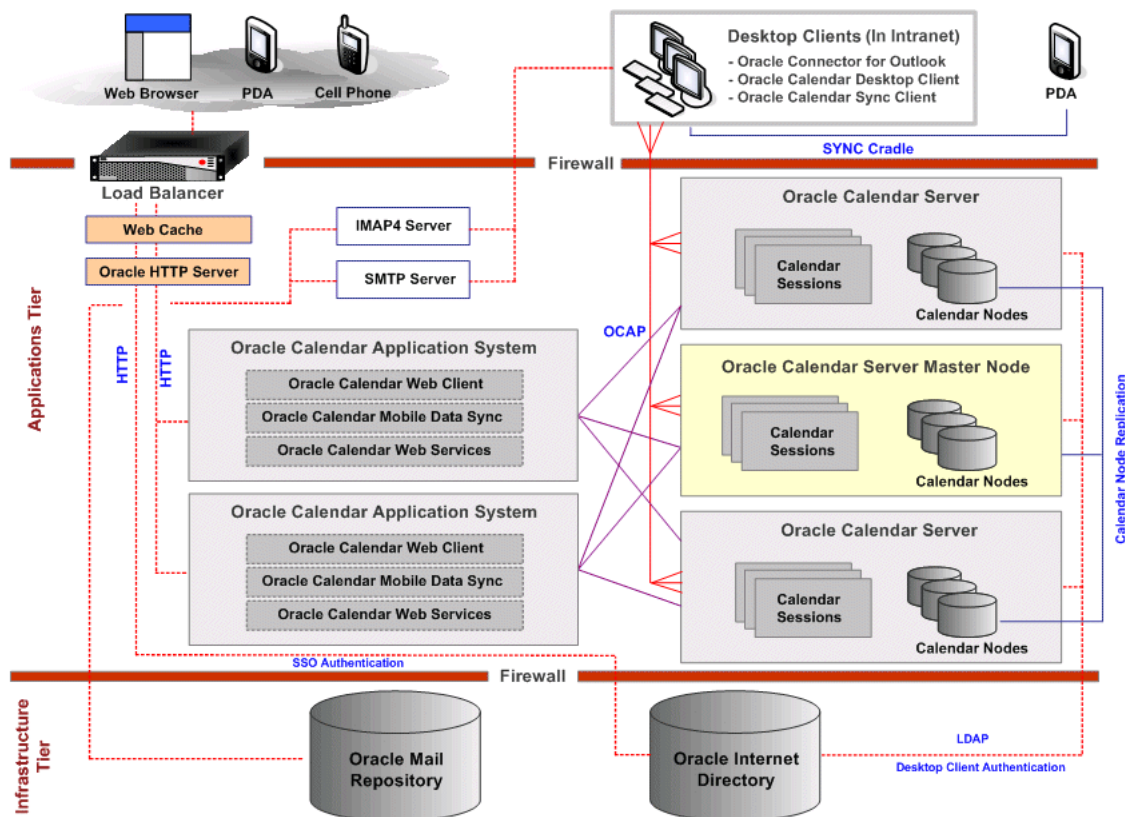 Web Browser
PDA
Cell Phone
Desktop Clients (In Intranet)
- Oracle Connector for Outlook
- Oracle Calendar Desktop Client
- Oracle Calendar Sync Client
PDA
SYNC Cradle
Firewall
Load Balancer
Web Cache
Oracle HTTP Server
IMAP4 Server
SMTP Server
HTTP
HTTP
OCAP
Applications Tier
Oracle Calendar Application System
Oracle Calendar Web Client
Oracle Calendar Mobile Data Sync
Oracle Calendar Web Services
Oracle Calendar Application System
Oracle Calendar Web Client
Oracle Calendar Mobile Data Sync
Oracle Calendar Web Services
Oracle Calendar Server
Calendar
Sessions
Calendar Nodes
Oracle Calendar Server Master Node
Calendar
Sessions
Calendar Nodes
Oracle Calendar Server
Calendar
Sessions
Calendar Nodes
Calendar Node Replication
SSO Authentication
Firewall
Infrastructure
Tier
Oracle Mail
Repository
Oracle Internet
Directory
LDAP
Desktop Client Authentication